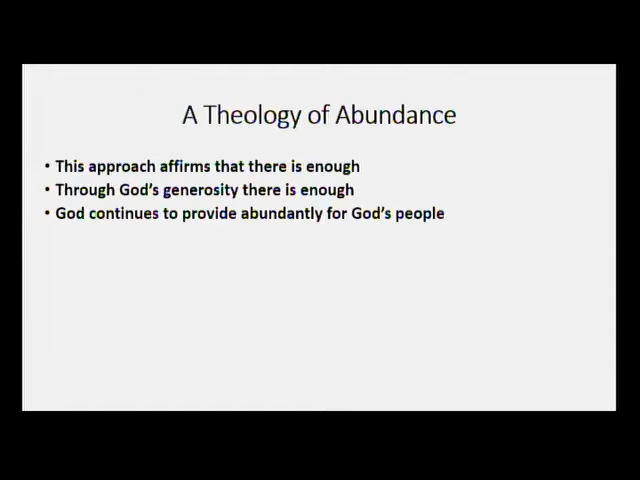 A Theology of Abundance
• This approach affirms that there is enough
• Through God's generosity there is enough
• God continues to provide abundantly for God's people